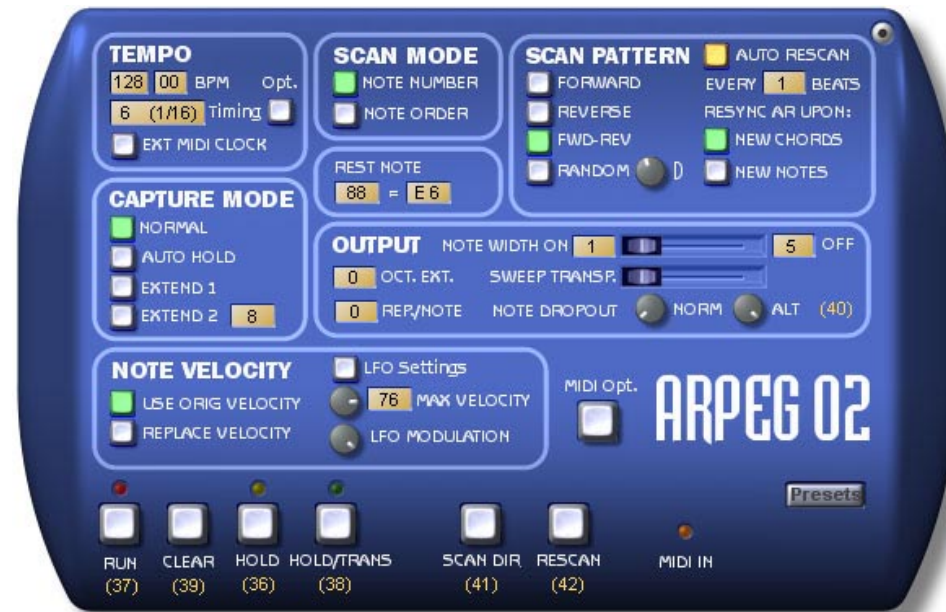 TEMPO
128 00 BPM Opt.
6 (1/16) Timing
EXT MIDI CLOCK
SCAN MODE
NOTE NUMBER
NOTE ORDER
REST NOTE
88 = E 6
SCAN PATTERN
FORWARD
REVERSE
FWD-REV
RANDOM D
AUTO RESCAN
EVERY 1 BEATS
RESYNC AR UPON:
NEW CHORDS
NEW NOTES
CAPTURE MODE
NORMAL
AUTO HOLD
EXTEND 1
EXTEND 2 8
OUTPUT NOTE WIDTH ON 1 5 OFF
0 OCT. EXT. SWEEP TRANSP.
0 REP./NOTE NOTE DROPOUT NORM ALT (40)
NOTE VELOCITY
USE ORIG VELOCITY
REPLACE VELOCITY
LFO Settings
76 MAX VELOCITY
LFO MODULATION
MIDI Opt.
ARPEG 02
Presets
RUN CLEAR HOLD HOLD/TRANS SCAN DIR RESCAN MIDI IN
(37) (39) (36) (38) (41) (42)